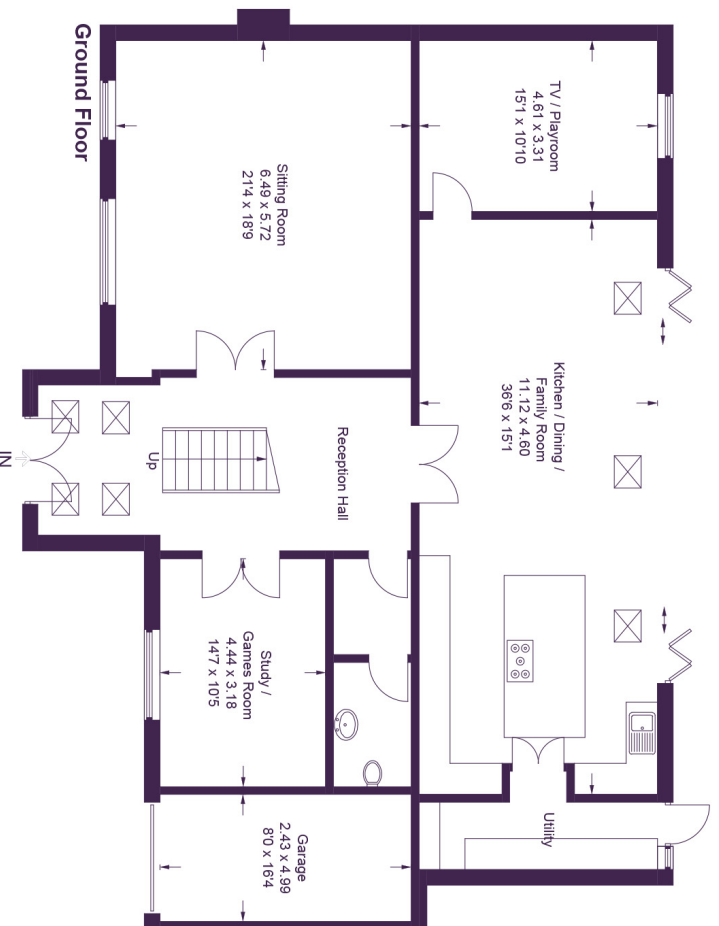 Ground Floor
TV / Playroom
4.61 x 3.31
15'1 x 10'10
Sitting Room
6.49 x 5.72
21'4 x 18'9
Kitchen / Dining /
Family Room
11.12 x 4.60
36'6 x 15'1
Reception Hall
Up
IN
Study /
Games Room
4.44 x 3.18
14'7 x 10'5
Utility
Garage
2.43 x 4.99
8'0 x 16'4